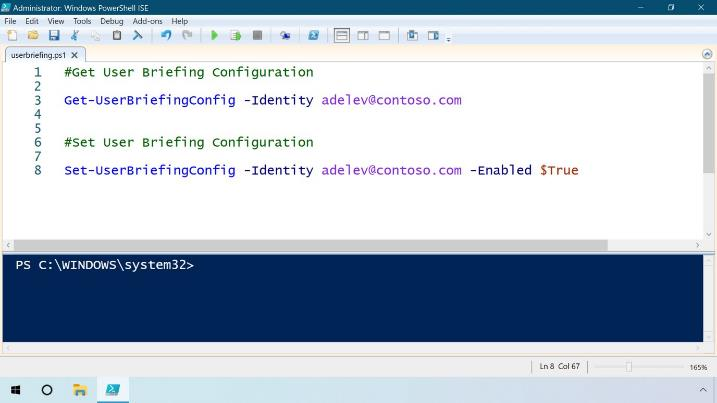 Administrator: Windows PowerShell ISE
File Edit View Tools Debug Add-ons Help
userbriefing.ps1
1 #Get User Briefing Configuration
2
3 Get-UserBriefingConfig -Identity adelev@contoso.com
4
5
6 #Set User Briefing Configuration
7
8 Set-UserBriefingConfig -Identity adelev@contoso.com -Enabled $True
PS C:\WINDOWS\system32>
Ln 8 Col 67
165%